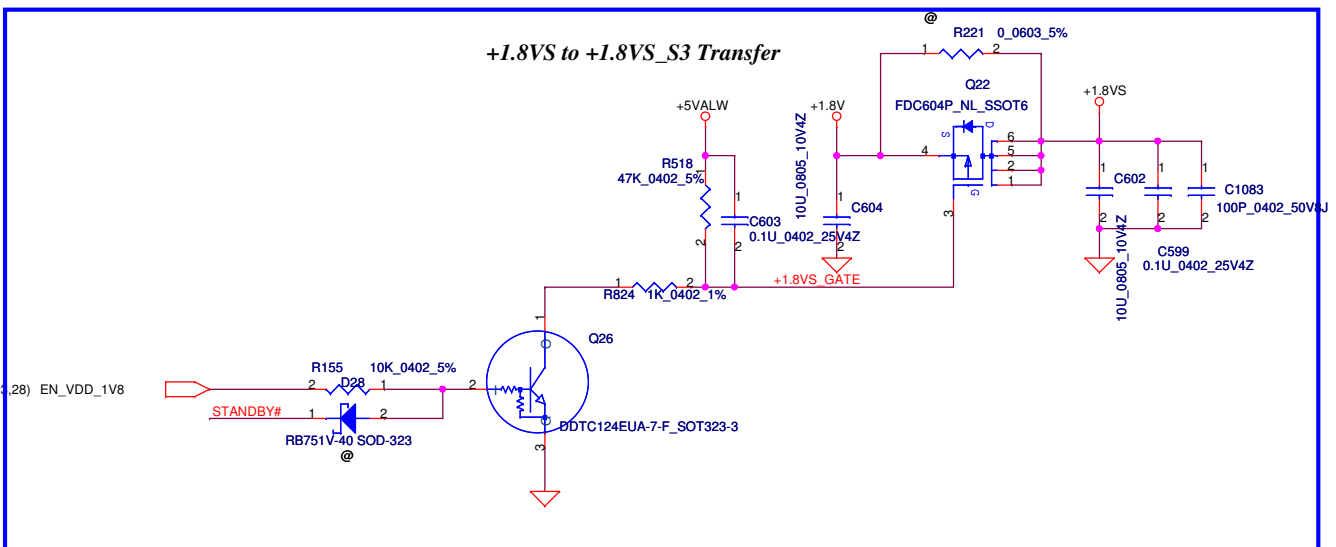 @
R221 0_0603_5%
1 2
+1.8VS to +1.8VS_S3 Transfer
Q22
FDC604P_NL_SSOT6
+5VALW
+1.8V
+1.8VS
10U_0805_10V4Z
S
D
G
4
6
5
2
1
3
R518
47K_0402_5%
1
2
1
2
C603
0.1U_0402_25V4Z
1
2
C604
1
2
C602
10U_0805_10V4Z
1
2
C599
0.1U_0402_25V4Z
1
2
C1083
100P_0402_50V8J
+1.8VS_GATE
1 2
R824 1K_0402_1%
1
Q26
R155 10K_0402_5%
,28) EN_VDD_1V8
2 1
D28
2
STANDBY#
1 2
RB751V-40 SOD-323
@
DDTC124EUA-7-F_SOT323-3
3